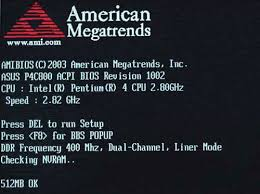 American
Megatrends
www.ami.com
AMIBIOS(C)2003 American Megatrends, Inc.
ASUS P4C800 ACPI BIOS Revision 1002
CPU : Intel(R) Pentium(R) 4 CPU 2.80GHz
Speed : 2.82 GHz
Press DEL to run Setup
Press <F8> for BBS POPUP
DDR Frequency 400 Mhz, Dual-Channel, Liner Mode
Checking NVRAM..
512MB OK